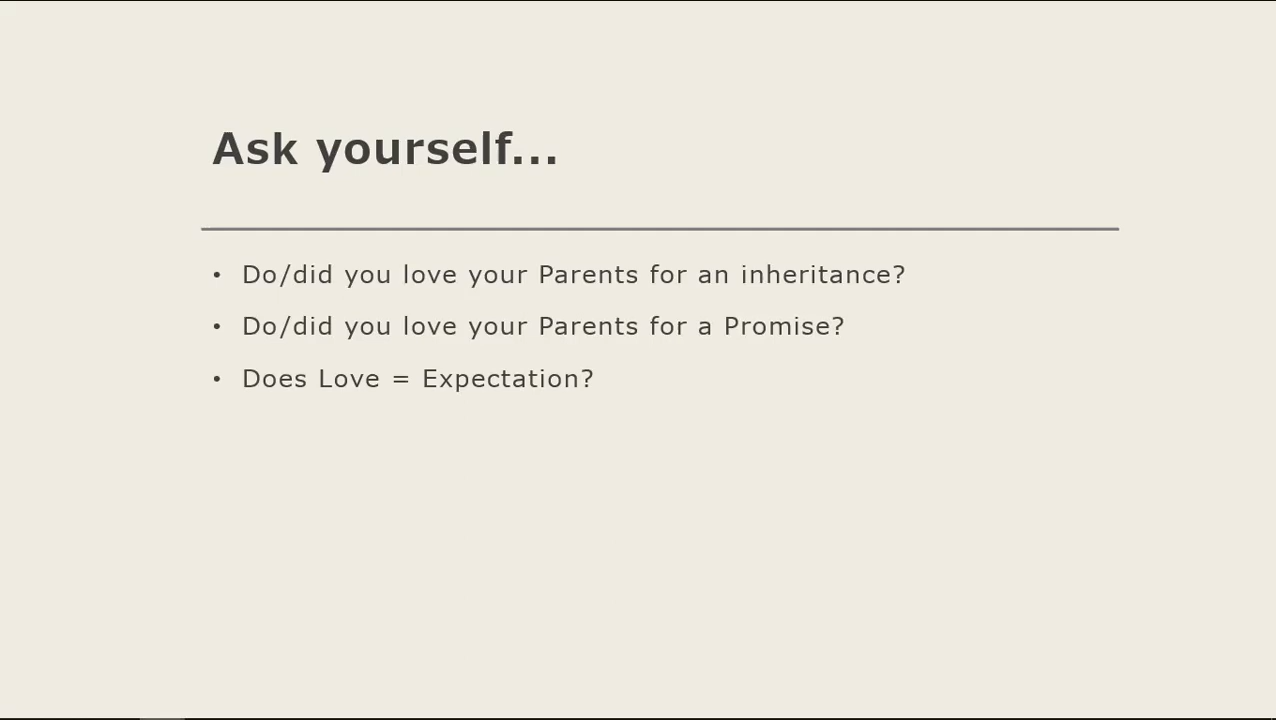 Ask yourself...
• Do/did you love your Parents for an inheritance?
• Do/did you love your Parents for a Promise?
• Does Love = Expectation?